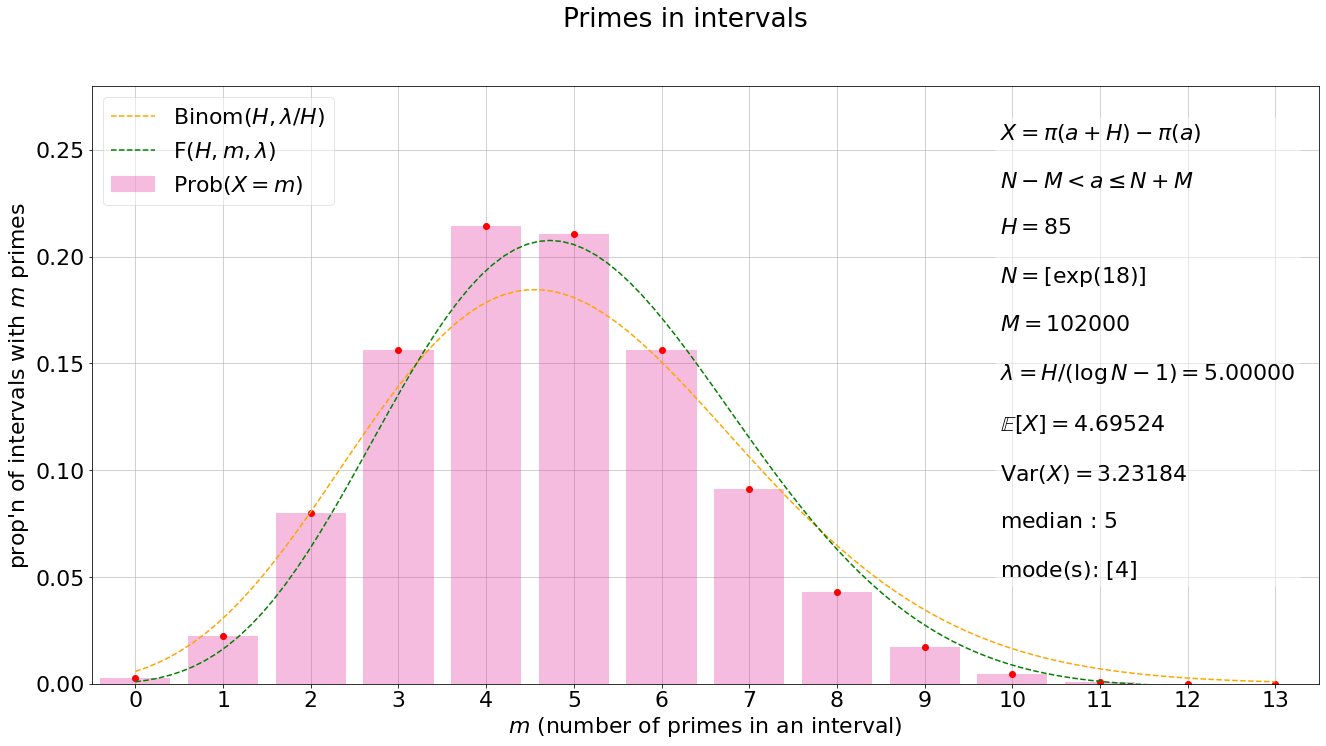 Primes in intervals
Binom(H, λ/H)
F(H, m, λ)
Prob(X = m)
X = π(a + H) − π(a)
N − M < a ≤ N + M
H = 85
N = [exp(18)]
M = 102000
λ = H/(log N − 1) = 5.00000
𝔼[X] = 4.69524
Var(X) = 3.23184
median : 5
mode(s): [4]
prop'n of intervals with m primes
0.25
0.20
0.15
0.10
0.05
0.00
0 1 2 3 4 5 6 7 8 9 10 11 12 13
m (number of primes in an interval)